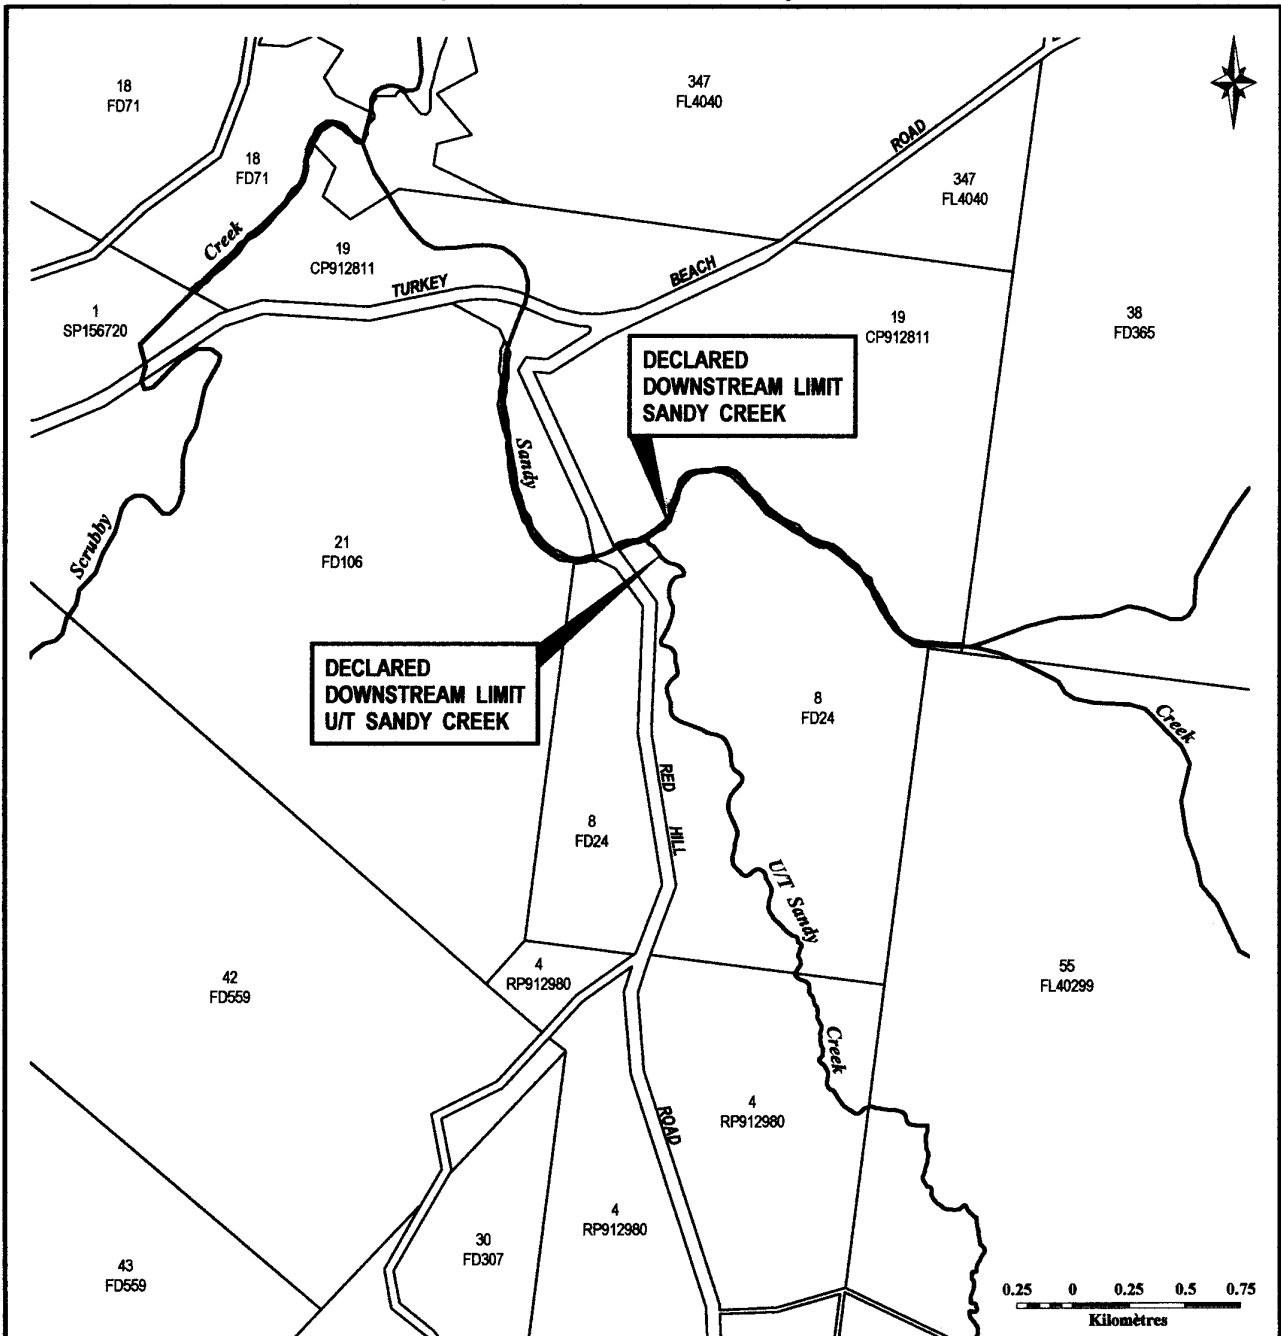 18
FD71
347
FL4040
ROAD
18
FD71
347
FL4040
Creek
19
CP912811
TURKEY
BEACH
1
SP156720
19
CP912811
38
FD365
DECLARED
DOWNSTREAM LIMIT
SANDY CREEK
Sandy
Scrubby
21
FD106
DECLARED
DOWNSTREAM LIMIT
U/T SANDY CREEK
8
FD24
Creek
RED
HILL
8
FD24
U/T Sandy
42
FD559
4
RP912980
55
FL40299
Creek
4
RP912980
ROAD
4
RP912980
30
FD307
43
FD559
0.25 0 0.25 0.5 0.75
Kilomètres